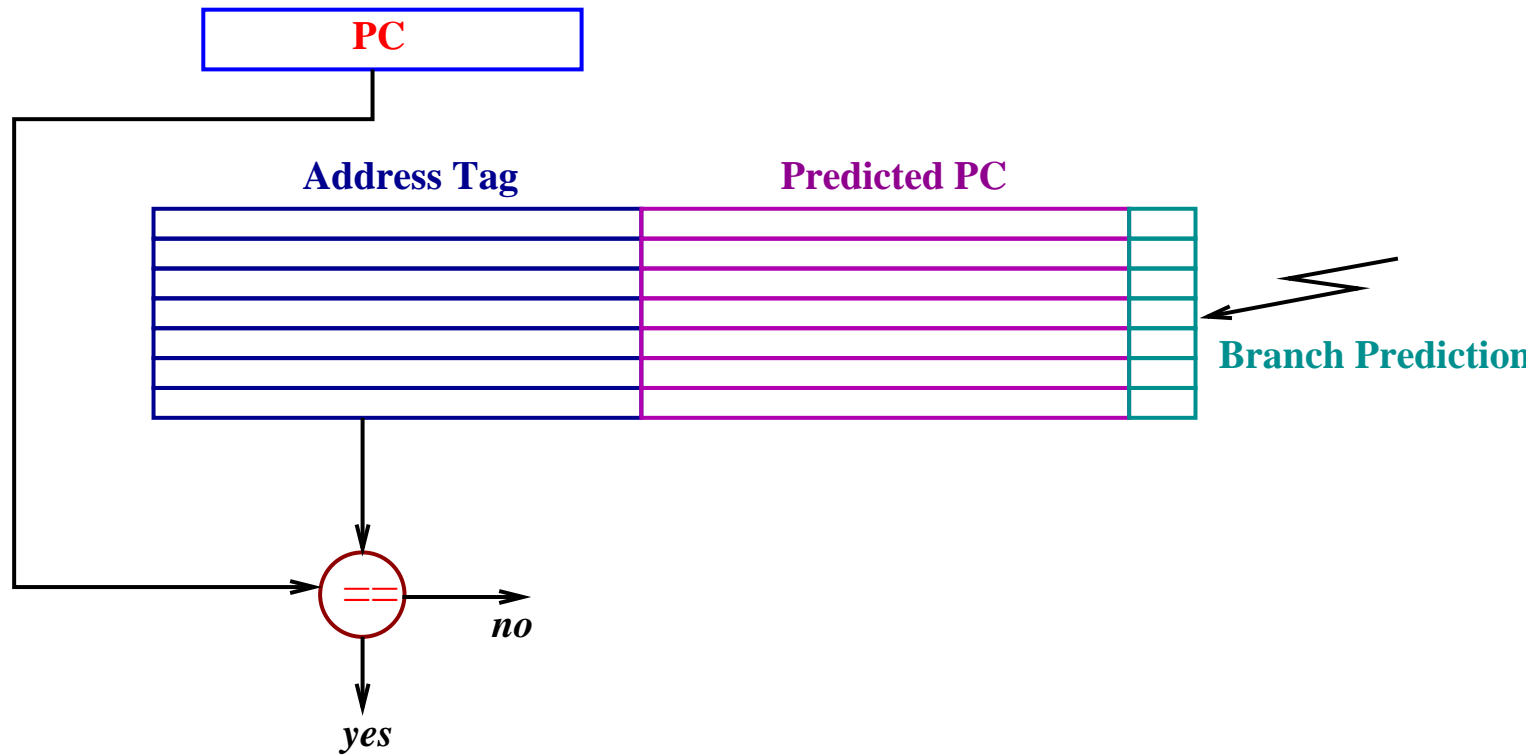 PC
Address Tag Predicted PC
Branch Prediction
==
no
yes